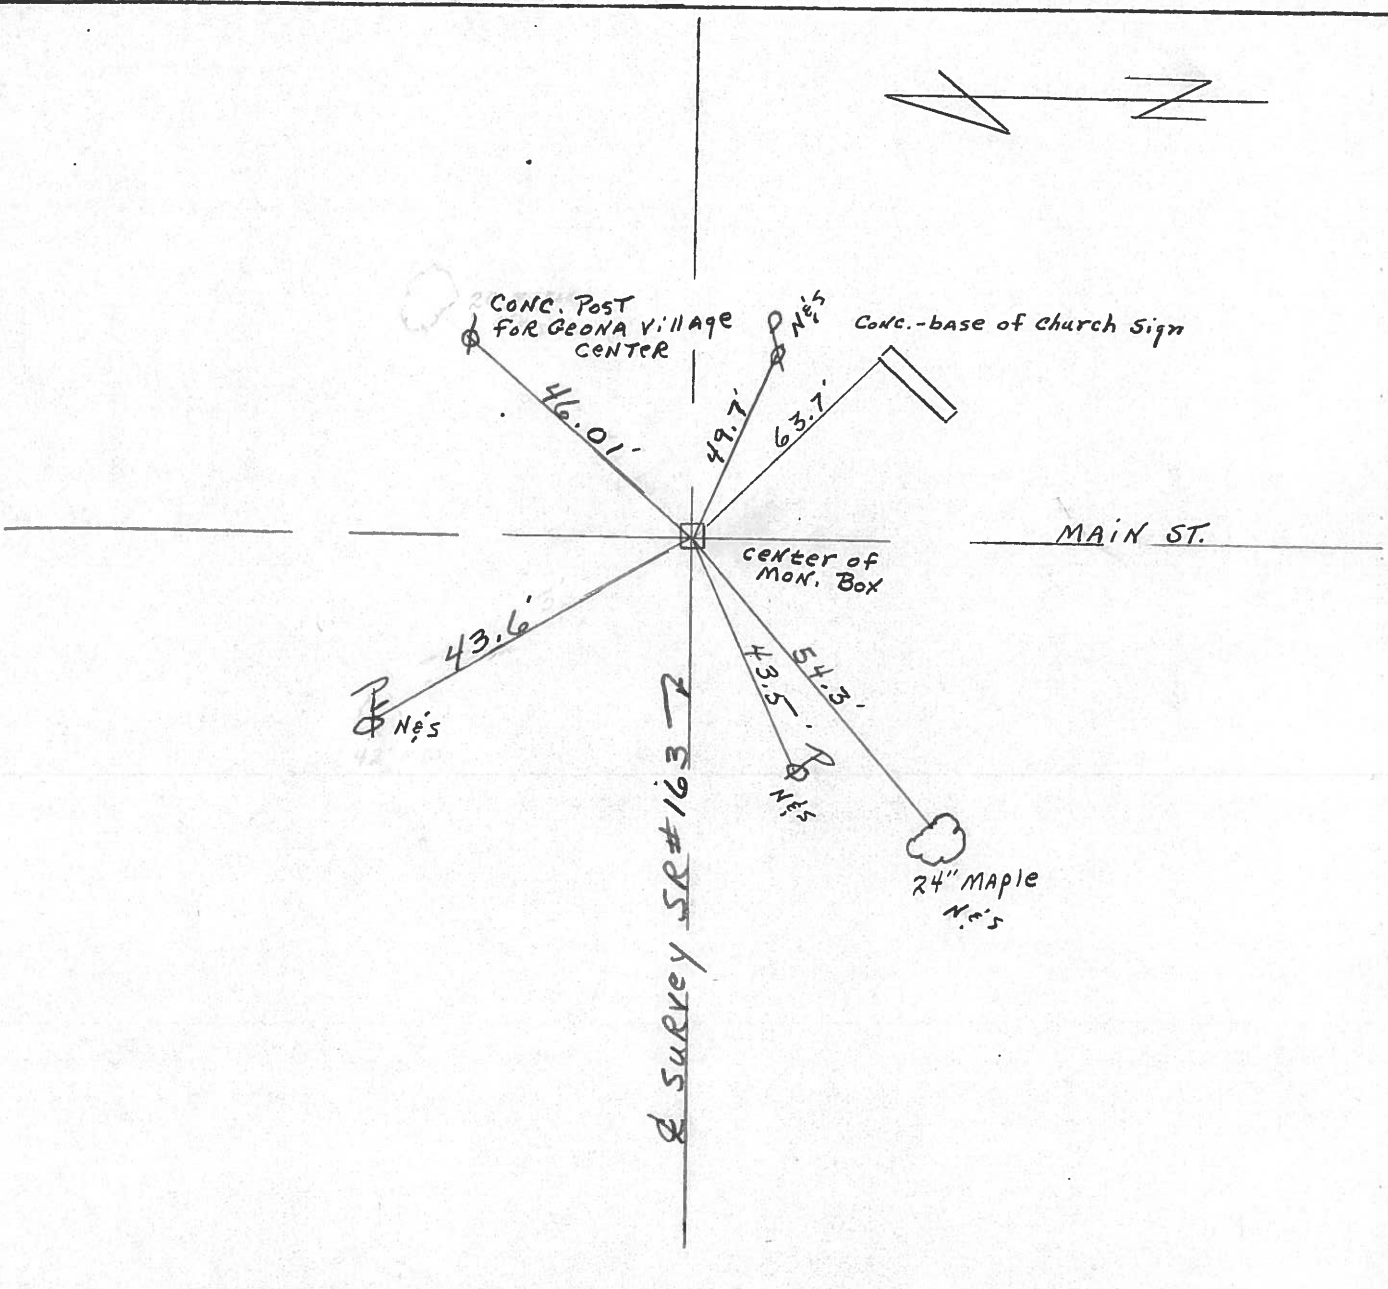 N
CONC. POST
FOR GEONA VILLAGE
CENTER
N&S
CONC.-base of church sign
46.01'
49.7'
63.7'
MAIN ST.
center of
MON. BOX
43.6'
N&S
43.5'
54.3'
N&S
24" MAPLE
N&S
℄ SURVEY SR#163